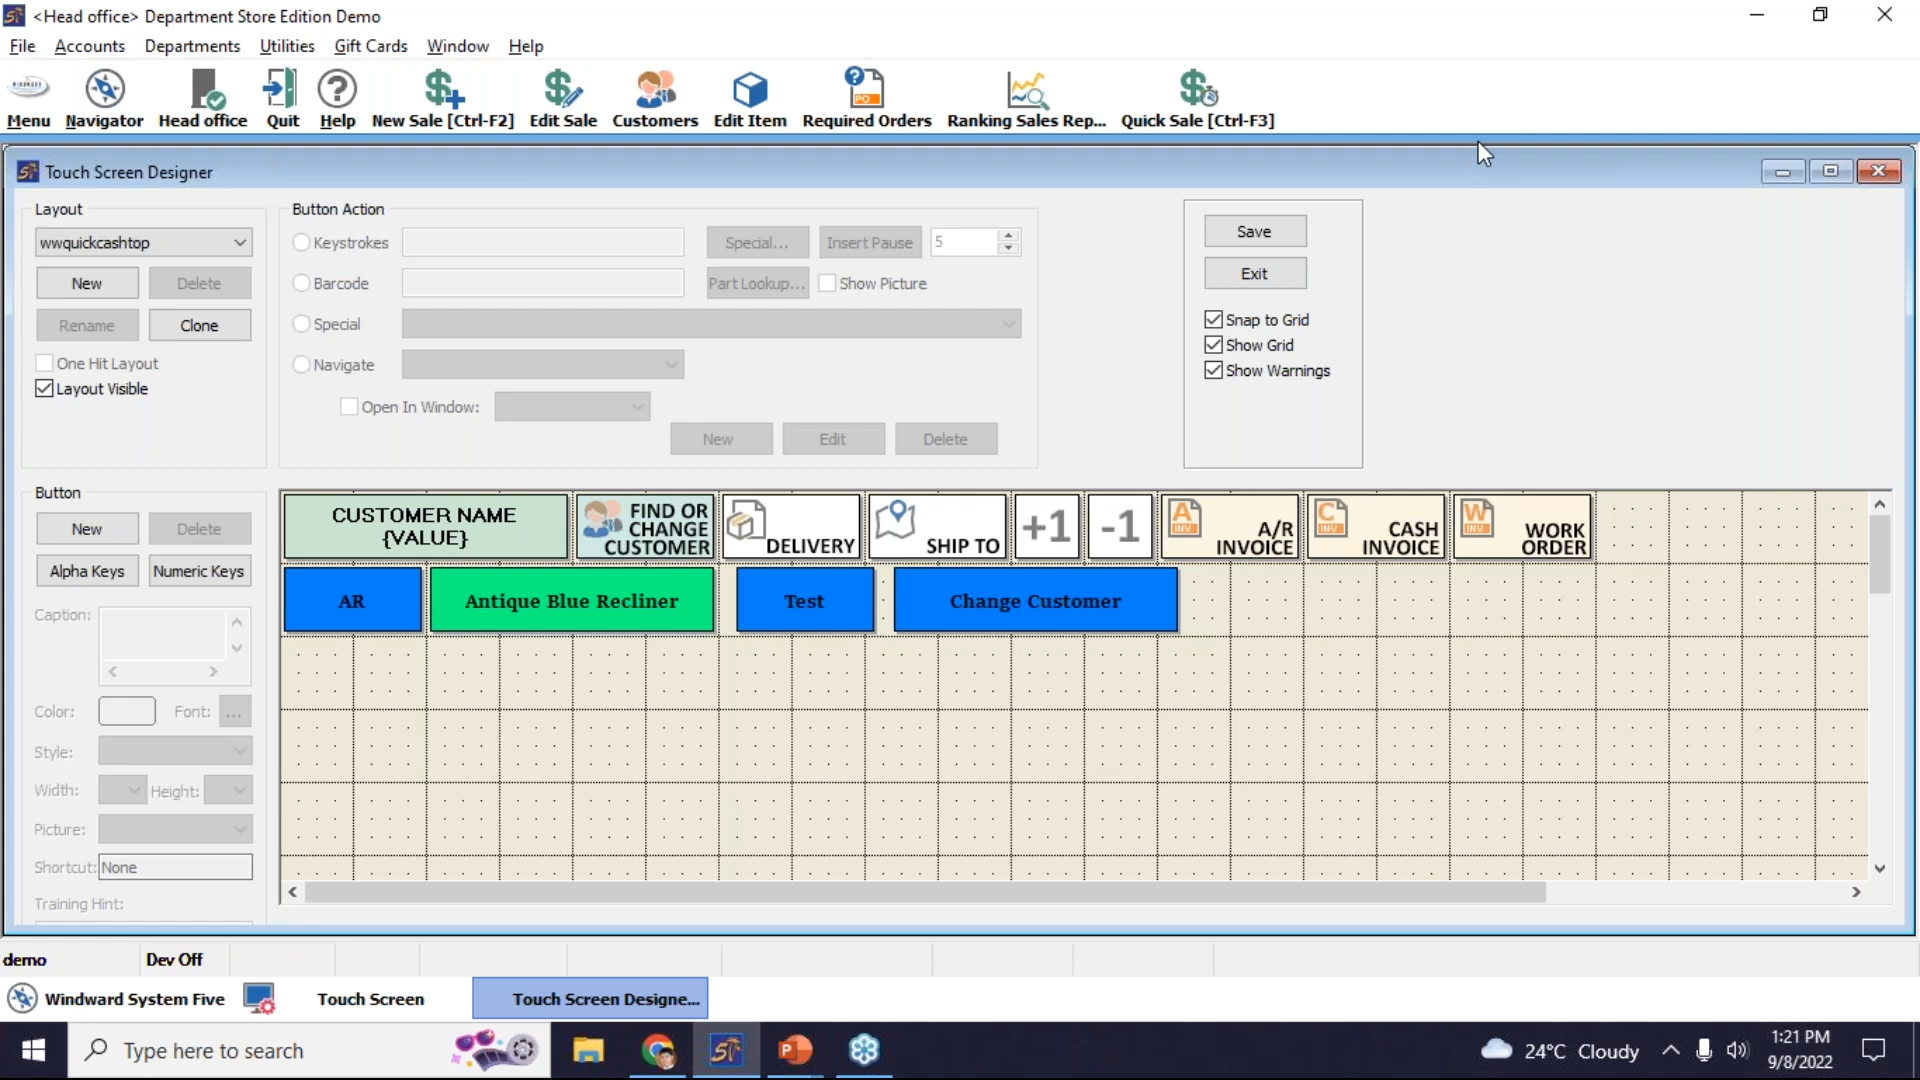 <Head office> Department Store Edition Demo
File Accounts Departments Utilities Gift Cards Window Help
Menu Navigator Head office Quit Help New Sale [Ctrl-F2] Edit Sale Customers Edit Item Required Orders Ranking Sales Rep... Quick Sale [Ctrl-F3]
Touch Screen Designer
Layout
wwquickcashtop
New Delete
Rename Clone
One Hit Layout
Layout Visible
Button Action
Keystrokes Special... Insert Pause 5
Barcode Part Lookup... Show Picture
Special
Navigate
Open In Window:
New Edit Delete
Save
Exit
Snap to Grid
Show Grid
Show Warnings
Button
New Delete
Alpha Keys Numeric Keys
Caption:
Color: Font: ...
Style:
Width: Height:
Picture:
Shortcut: None
Training Hint:
CUSTOMER NAME
{VALUE}
FIND OR
CHANGE
CUSTOMER
DELIVERY
SHIP TO
+1
-1
A
INV
A/R
INVOICE
C
INV
CASH
INVOICE
W
INV
WORK
ORDER
AR Antique Blue Recliner Test Change Customer
demo Dev Off
Windward System Five Touch Screen Touch Screen Designe...
Type here to search
24°C Cloudy
1:21 PM
9/8/2022